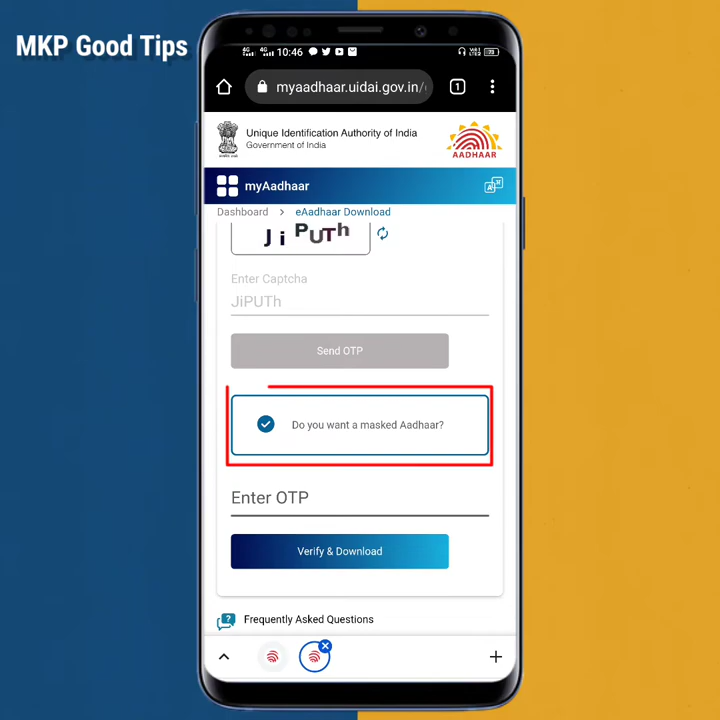 MKP Good Tips
4G 4G 10:46
myaadhaar.uidai.gov.in/
1
Unique Identification Authority of India
Government of India
AADHAAR
myAadhaar
Dashboard > eAadhaar Download
JiPUTh
Enter Captcha
JiPUTh
Send OTP
Do you want a masked Aadhaar?
Enter OTP
Verify & Download
Frequently Asked Questions